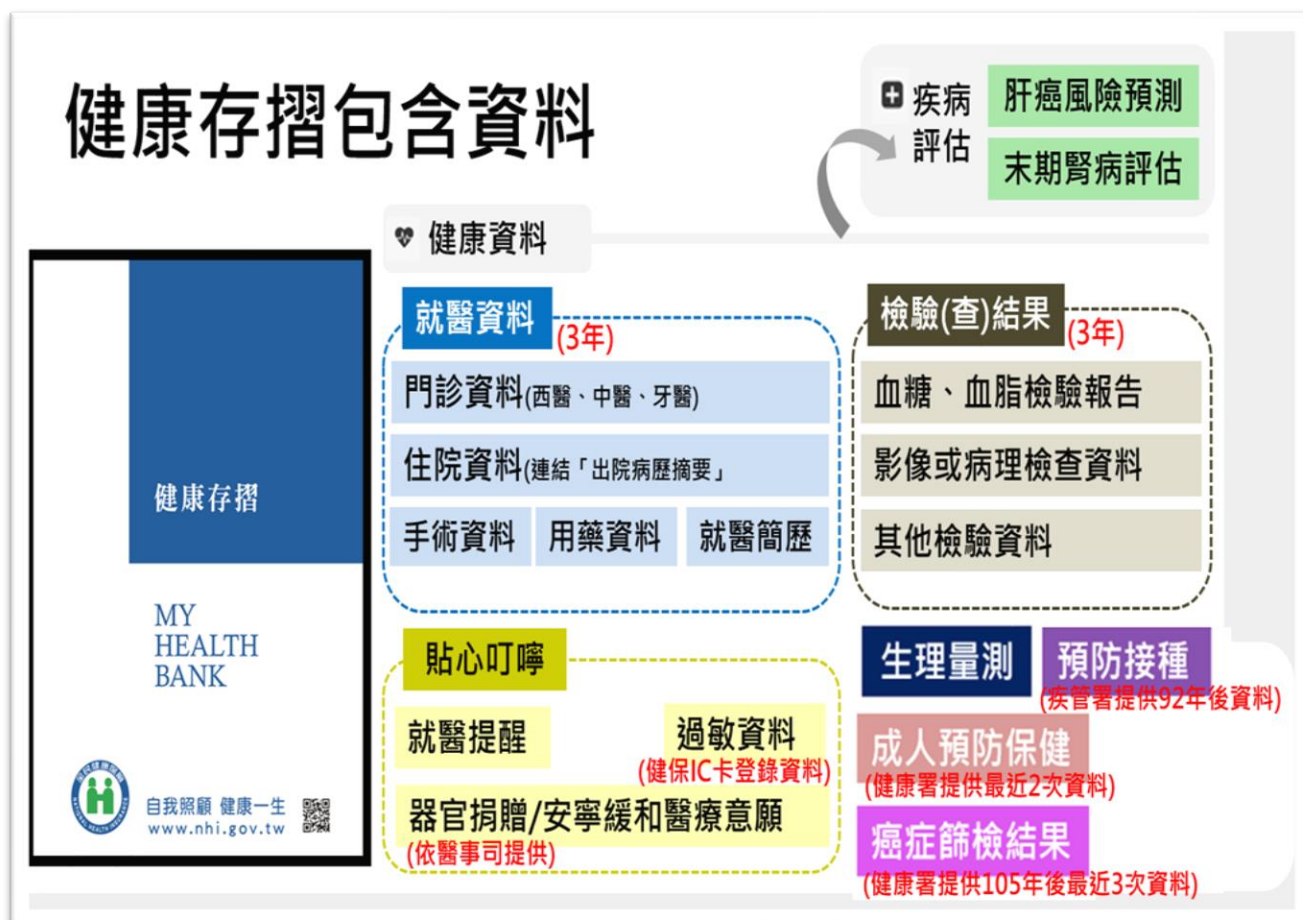 健康存摺包含資料
疾病
評估
肝癌風險預測
末期腎病評估
健康存摺
MY
HEALTH
BANK
自我照顧 健康一生
www.nhi.gov.tw
健康資料
就醫資料
(3年)
門診資料(西醫、中醫、牙醫)
住院資料(連結「出院病歷摘要」
手術資料
用藥資料
就醫簡歷
檢驗(查)結果
(3年)
血糖、血脂檢驗報告
影像或病理檢查資料
其他檢驗資料
貼心叮嚀
就醫提醒
過敏資料
(健保IC卡登錄資料)
器官捐贈/安寧緩和醫療意願
(依醫事司提供)
生理量測
預防接種
(疾管署提供92年後資料)
成人預防保健
(健康署提供最近2次資料)
癌症篩檢結果
(健康署提供105年後最近3次資料)